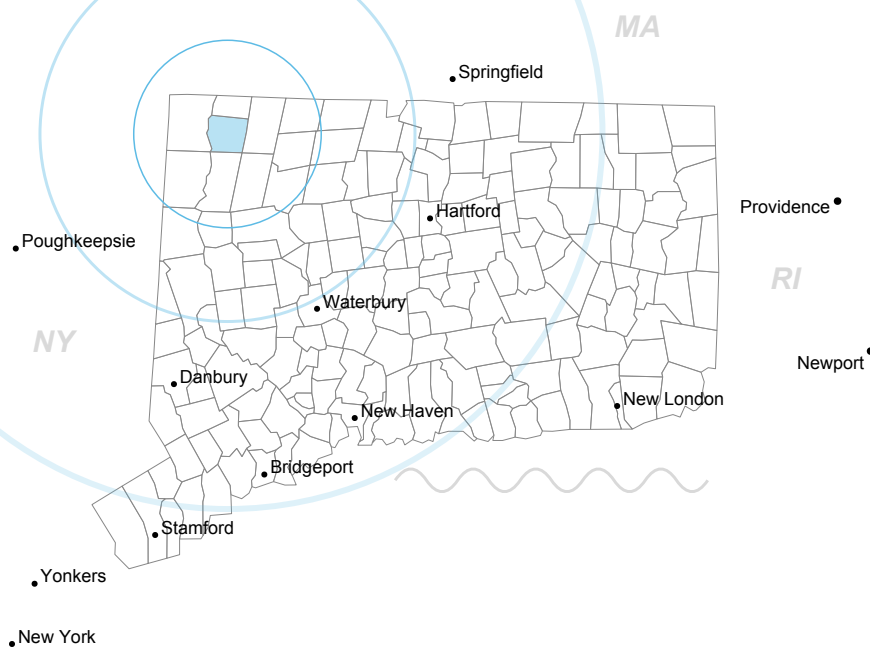 MA
Springfield
Providence
Hartford
Poughkeepsie
RI
Waterbury
NY
Newport
Danbury
New London
New Haven
Bridgeport
Stamford
Yonkers
New York